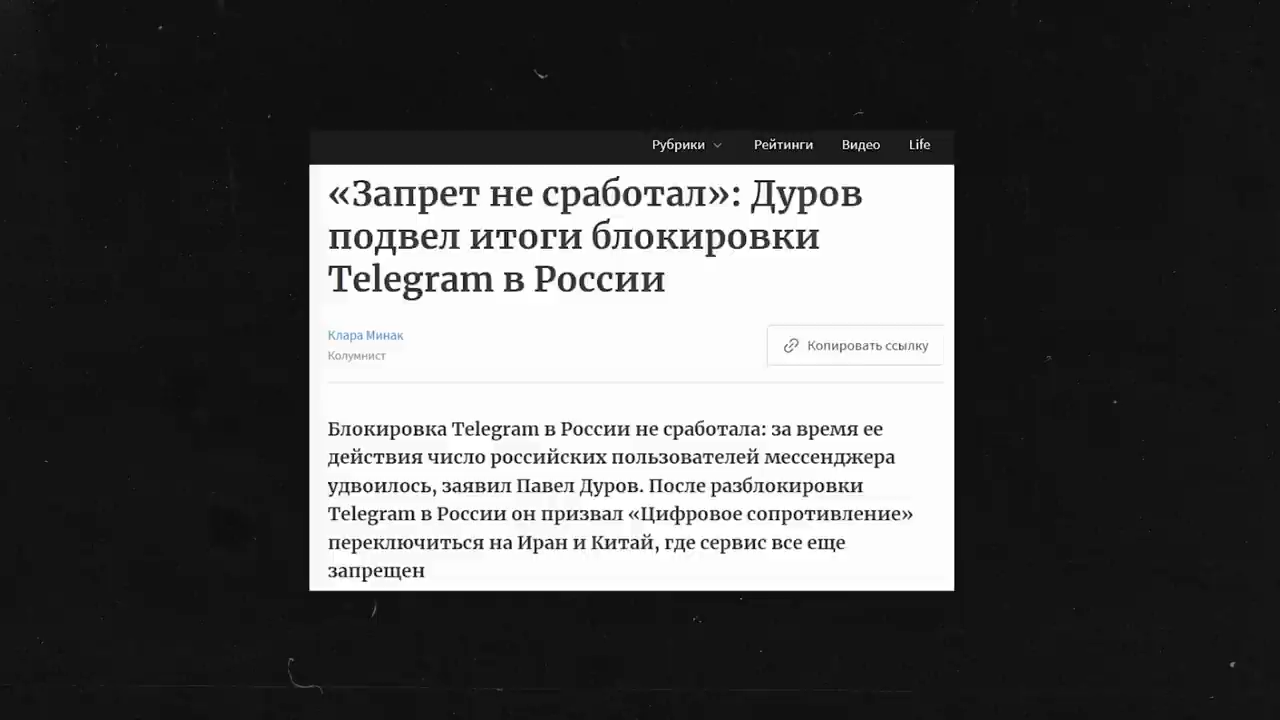 Рубрики Рейтинги Видео Life
«Запрет не сработал»: Дуров
подвел итоги блокировки
Telegram в России
Клара Минак
Колумнист
Копировать ссылку
Блокировка Telegram в России не сработала: за время ее
действия число российских пользователей мессенджера
удвоилось, заявил Павел Дуров. После разблокировки
Telegram в России он призвал «Цифровое сопротивление»
переключиться на Иран и Китай, где сервис все еще
запрещен